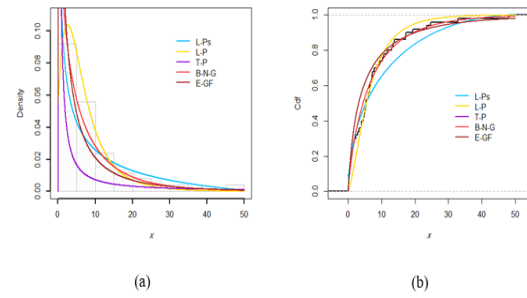 Density
0.00
0.02
0.04
0.06
0.08
0.10
0
10
20
30
40
50
x
L-Ps
L-P
T-P
B-N-G
E-GF
(a)
Cdf
0.0
0.2
0.4
0.6
0.8
1.0
0
10
20
30
40
50
x
L-Ps
L-P
T-P
B-N-G
E-GF
(b)